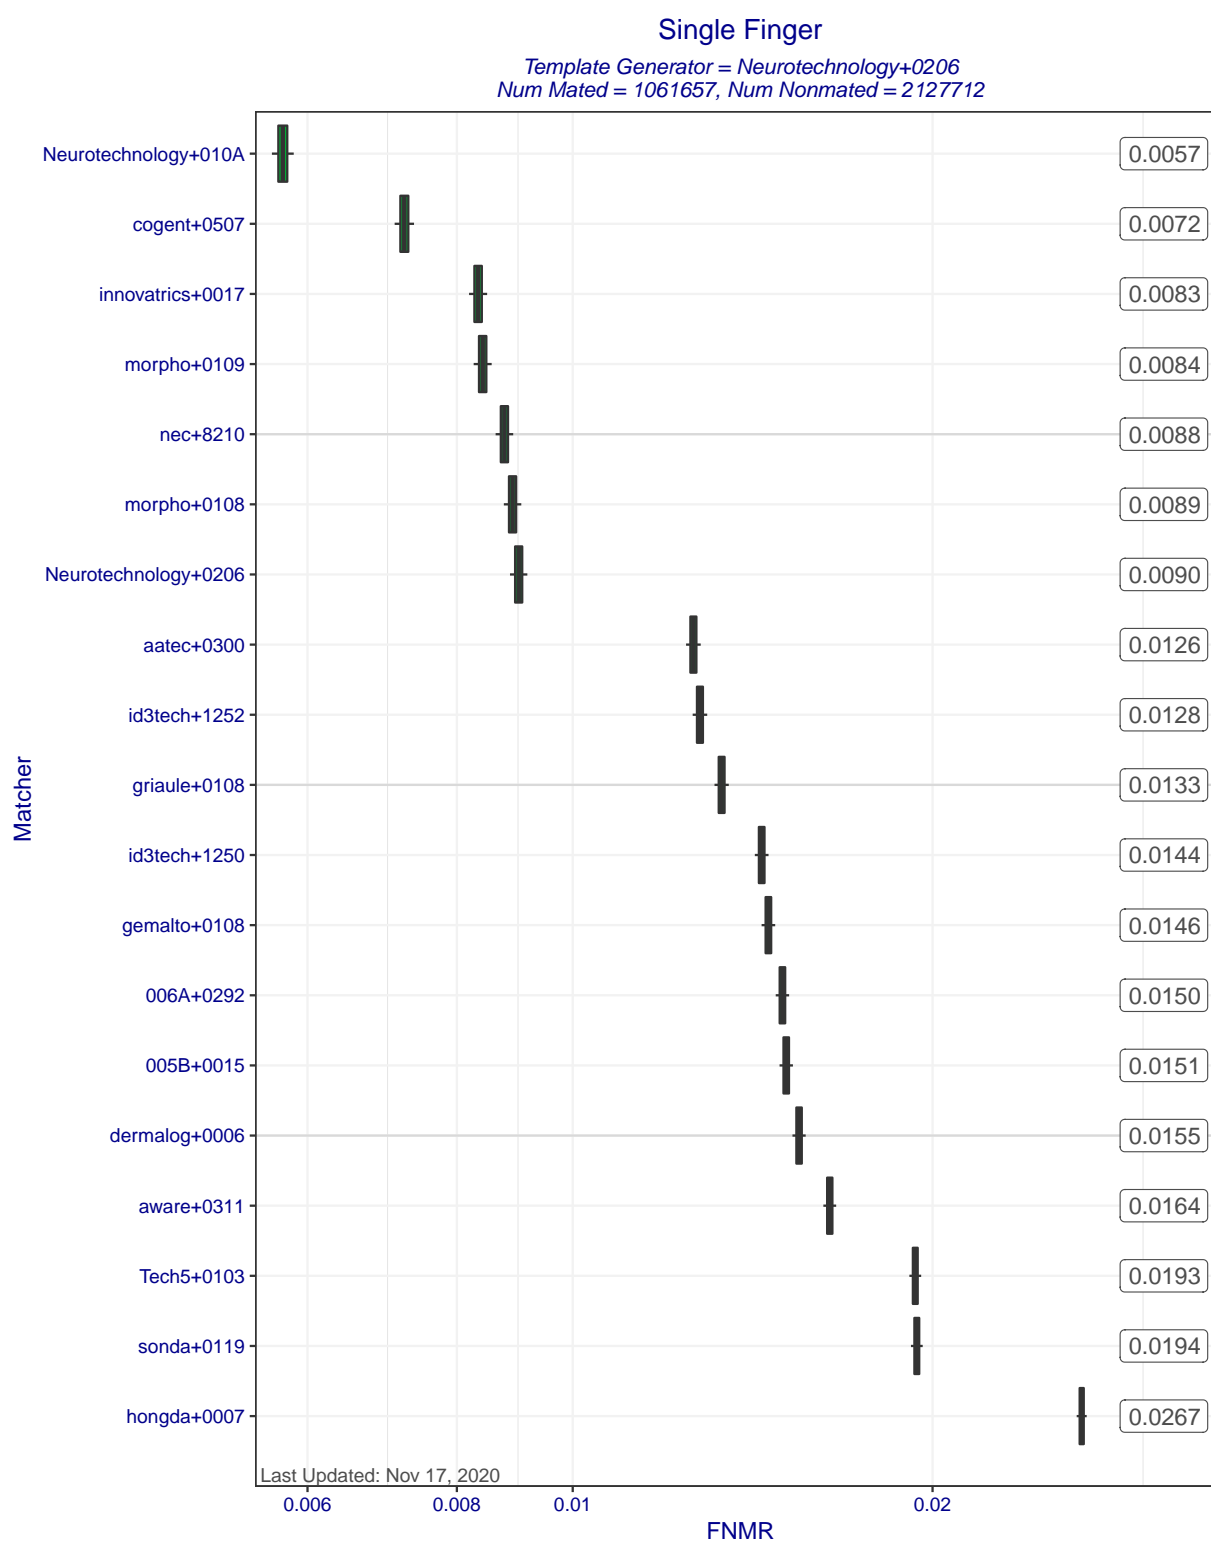 Single Finger
Template Generator = Neurotechnology+0206
Num Mated = 1061657, Num Nonmated = 2127712
Neurotechnology+010A 0.0057
cogent+0507 0.0072
innovatrics+0017 0.0083
morpho+0109 0.0084
nec+8210 0.0088
morpho+0108 0.0089
Neurotechnology+0206 0.0090
aatec+0300 0.0126
id3tech+1252 0.0128
griaule+0108 0.0133
id3tech+1250 0.0144
gemalto+0108 0.0146
006A+0292 0.0150
005B+0015 0.0151
dermalog+0006 0.0155
aware+0311 0.0164
Tech5+0103 0.0193
sonda+0119 0.0194
hongda+0007 0.0267
Matcher
Last Updated: Nov 17, 2020
0.006 0.008 0.01 0.02
FNMR